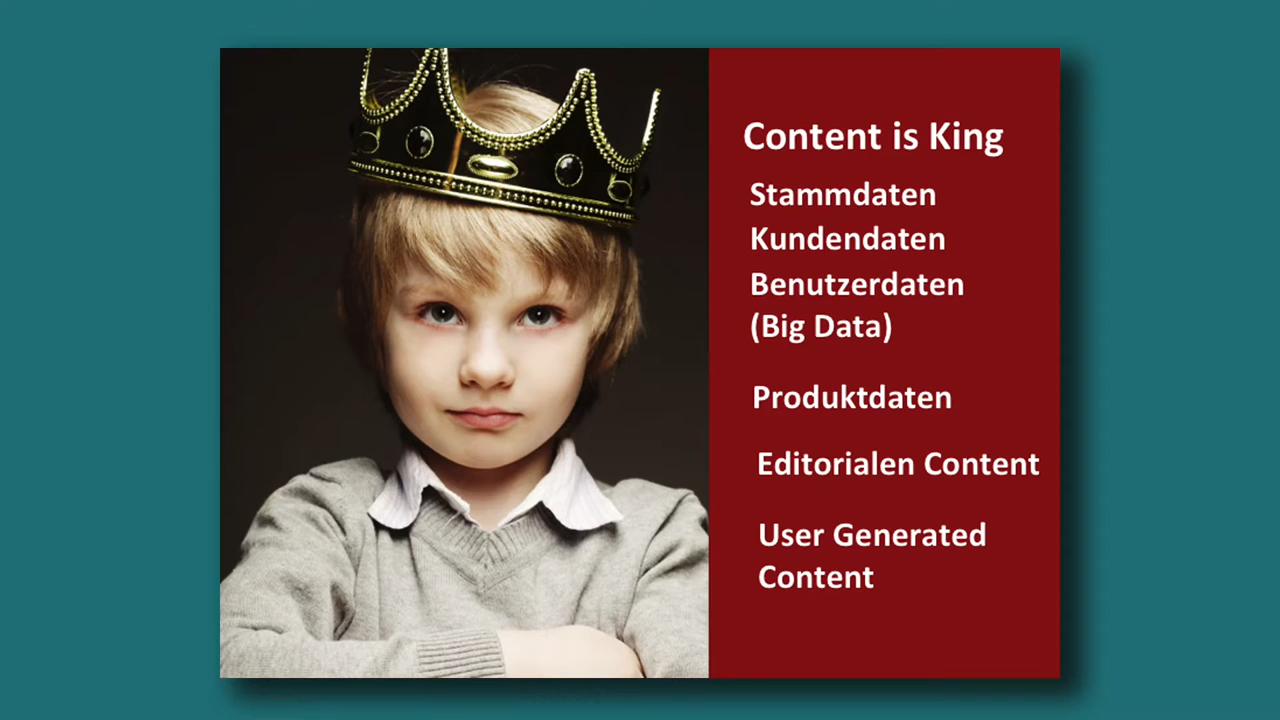 Content is King
Stammdaten
Kundendaten
Benutzerdaten
(Big Data)
Produktdaten
Editorialen Content
User Generated
Content